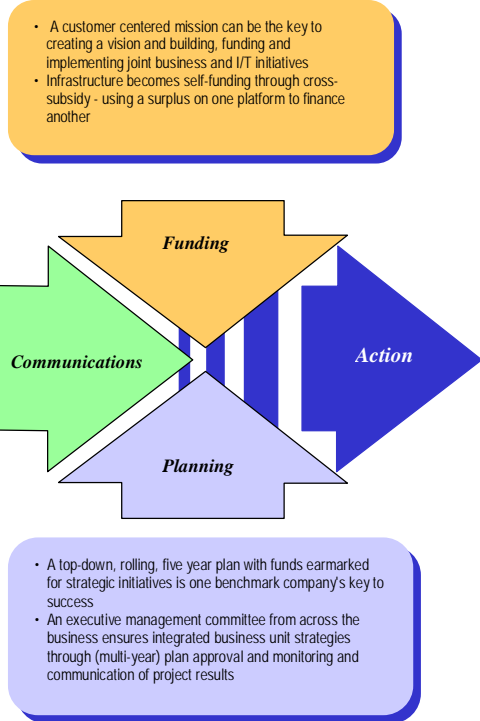 • A customer centered mission can be the key to
creating a vision and building, funding and
implementing joint business and I/T initiatives
• Infrastructure becomes self-funding through cross-
subsidy - using a surplus on one platform to finance
another
Funding
Communications
Action
Planning
• A top-down, rolling, five year plan with funds earmarked
for strategic initiatives is one benchmark company's key to
success
• An executive management committee from across the
business ensures integrated business unit strategies
through (multi-year) plan approval and monitoring and
communication of project results